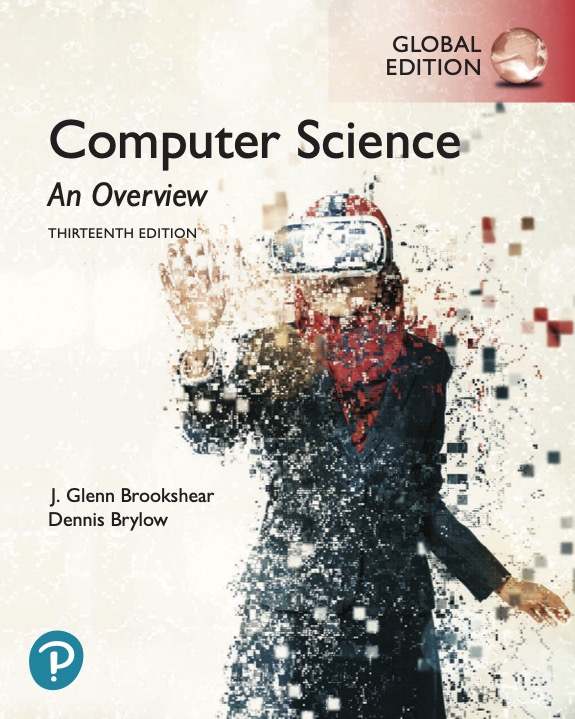 GLOBAL
EDITION
Computer Science
An Overview
THIRTEENTH EDITION
J. Glenn Brookshear
Dennis Brylow
P